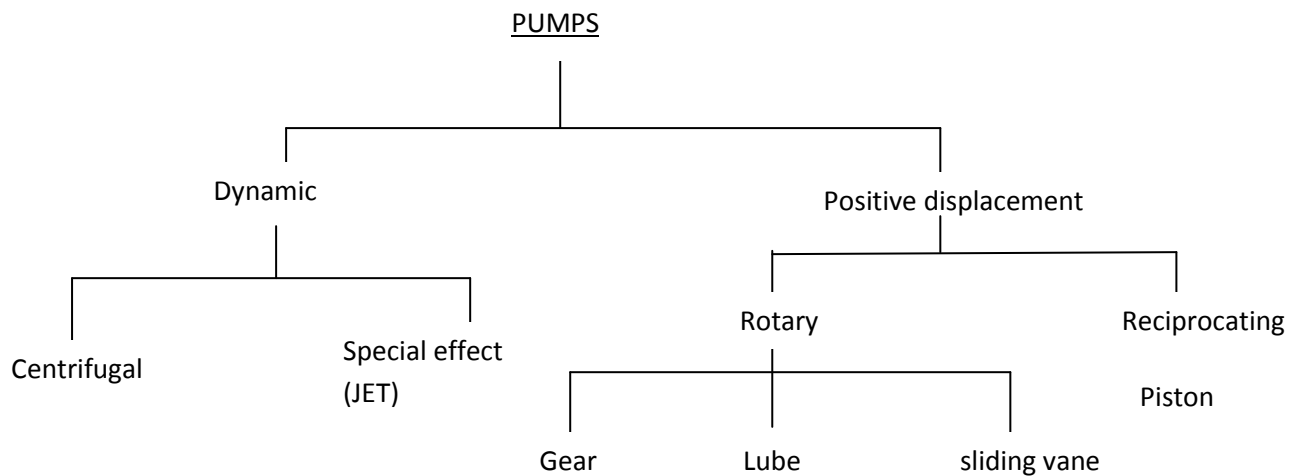 PUMPS
Dynamic
Positive displacement
Centrifugal
Special effect
(JET)
Rotary
Reciprocating
Piston
Gear
Lube
sliding vane